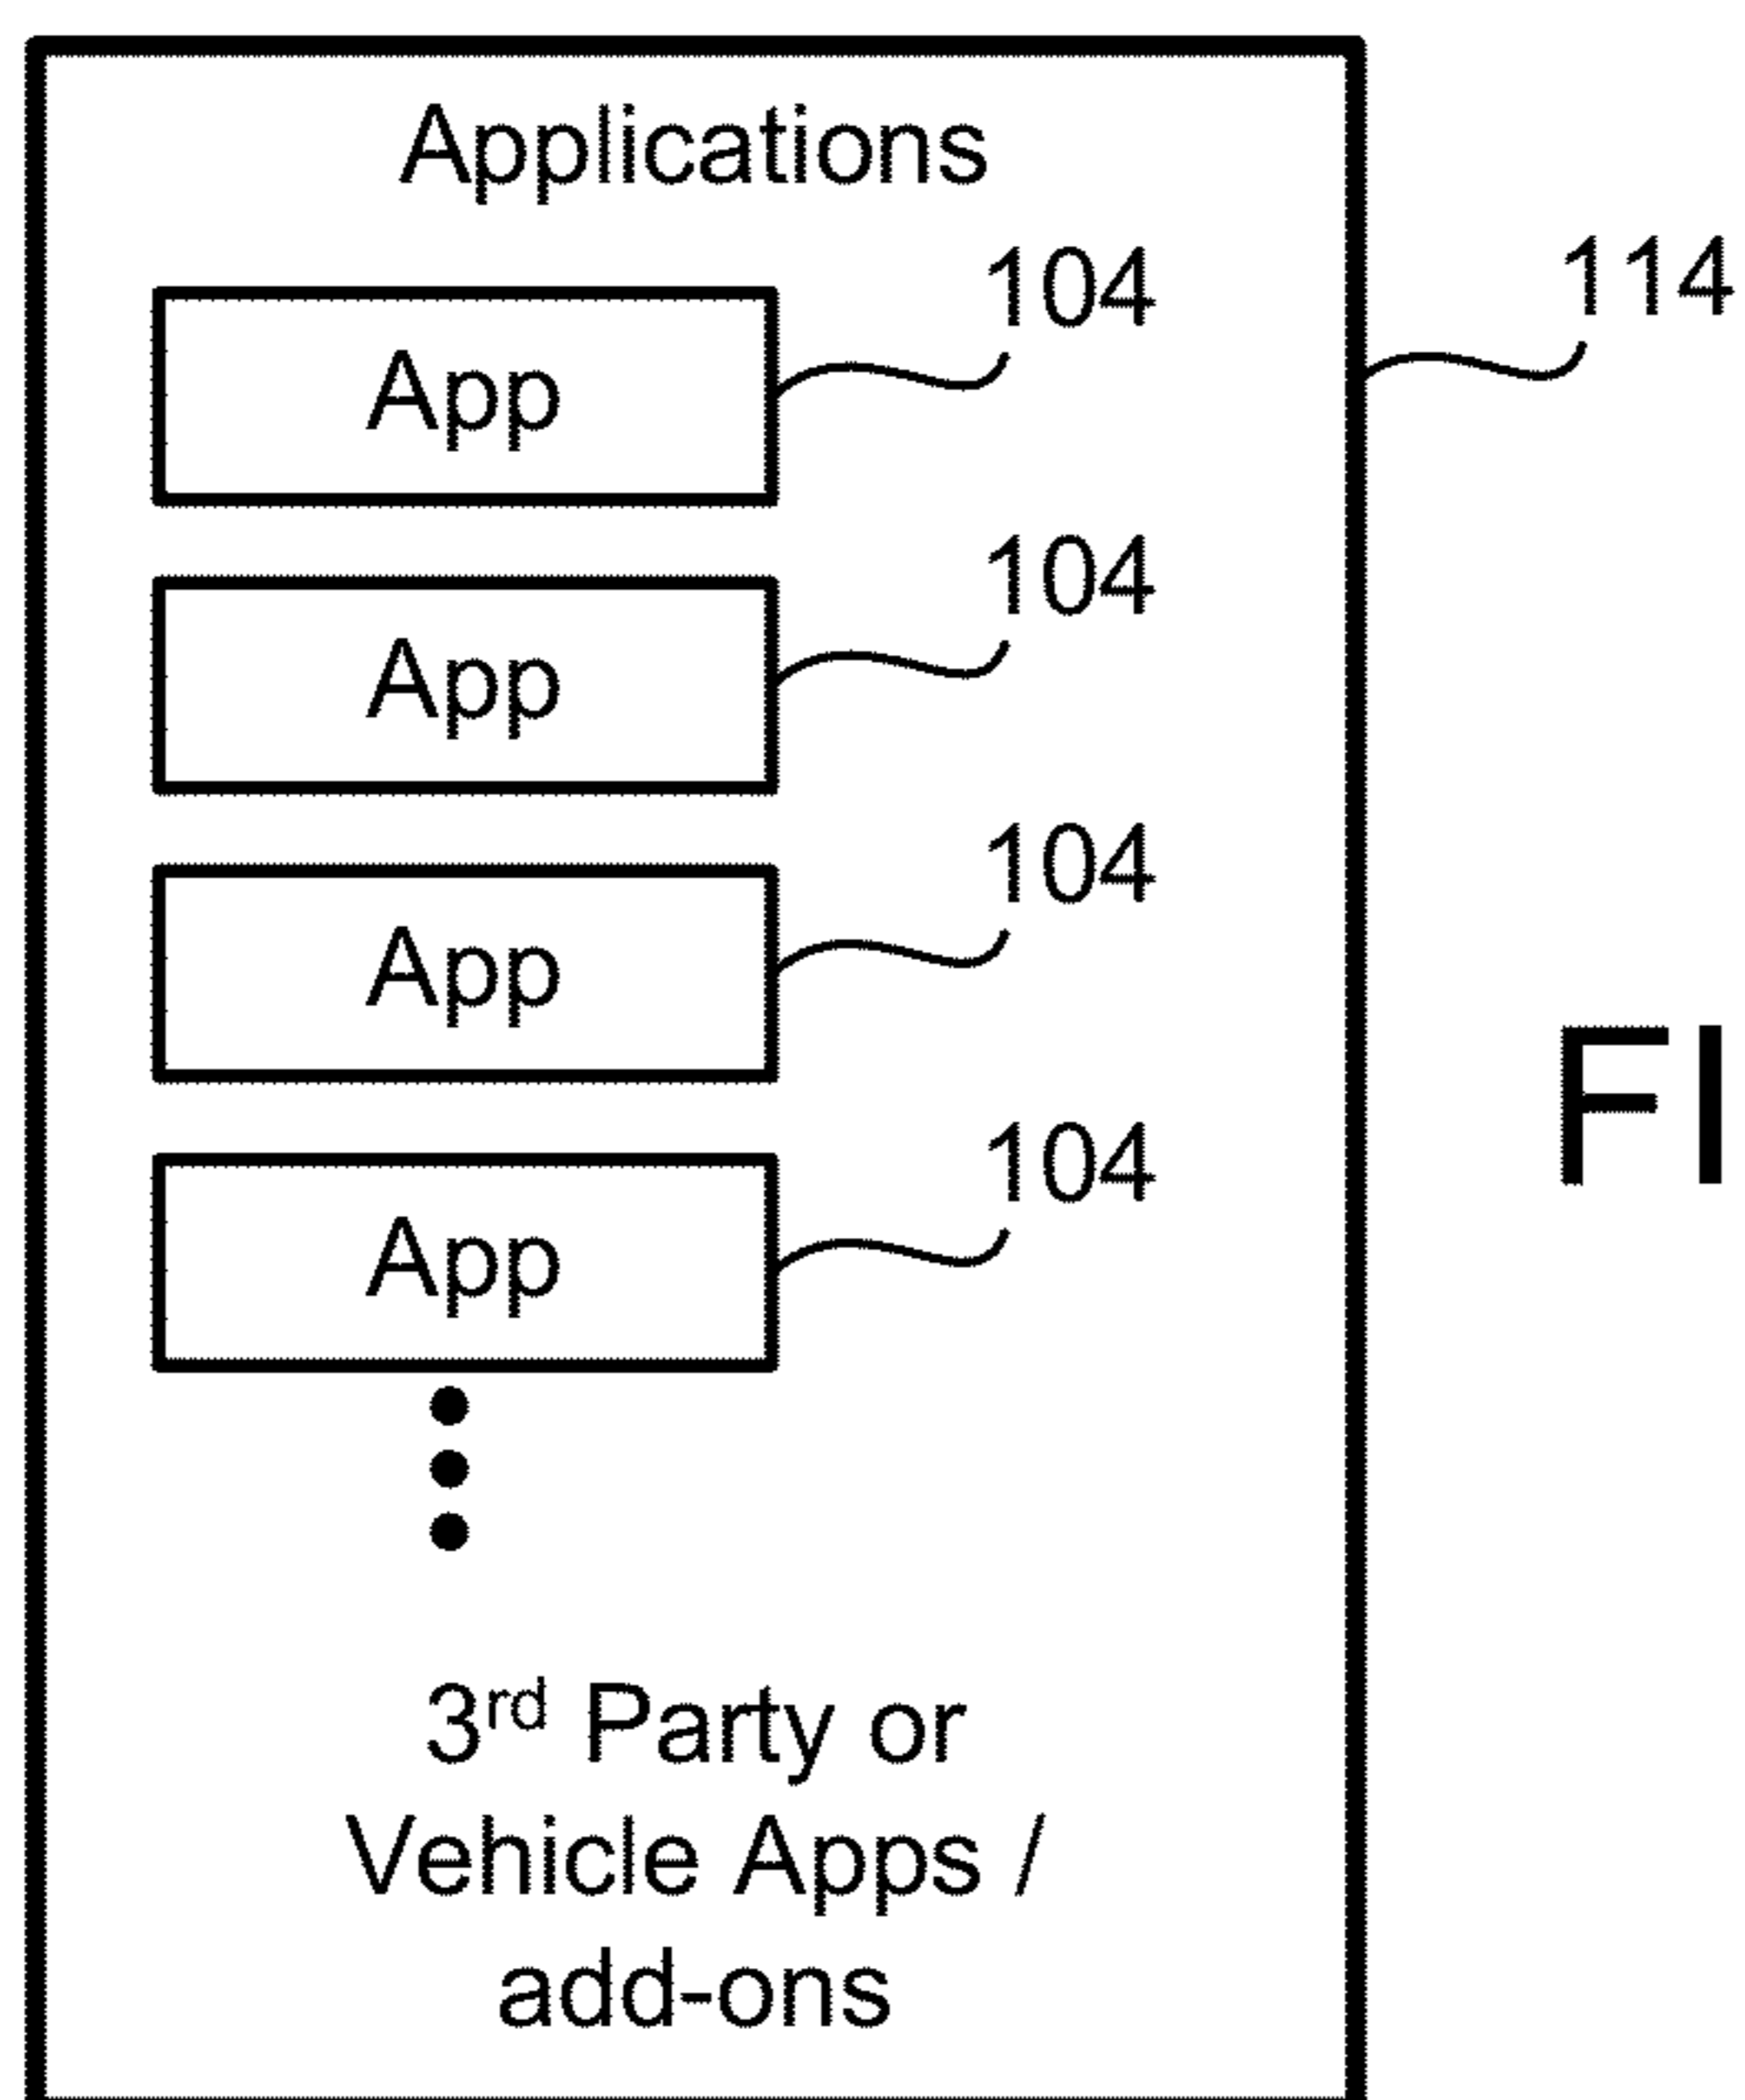 Applications
104
114
App
104
App
104
App
FI
104
App
3rd Party or
Vehicle Apps /
add-ons